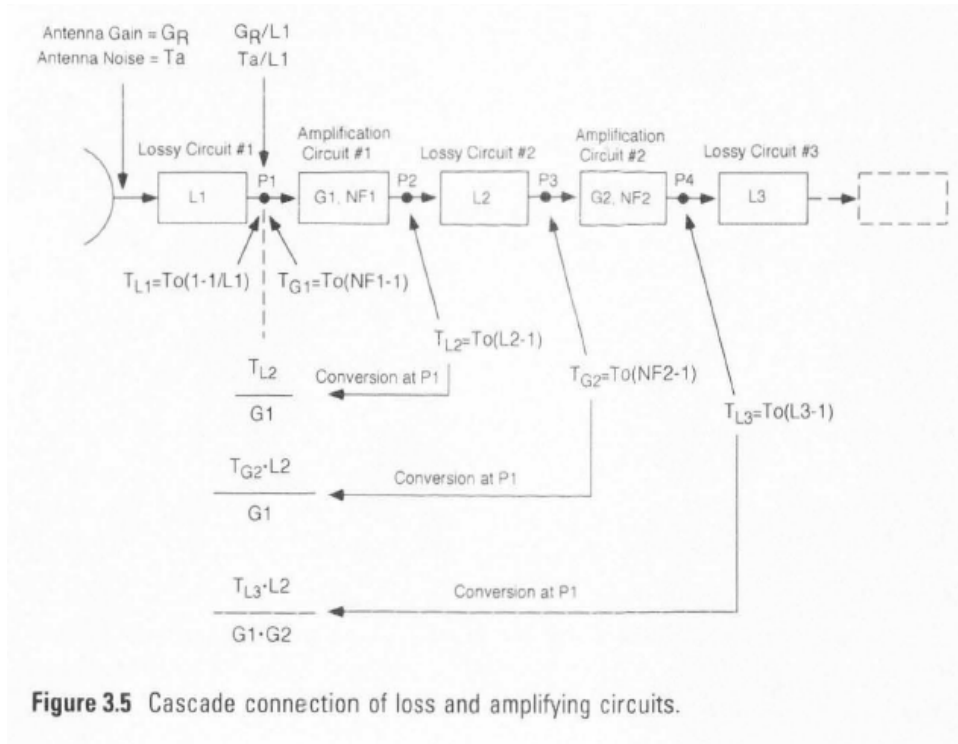 Antenna Gain = GR
Antenna Noise = Ta
GR/L1
Ta/L1
Lossy Circuit #1
P1
Amplification
Circuit #1
P2
Lossy Circuit #2
P3
Amplification
Circuit #2
P4
Lossy Circuit #3
L1
G1, NF1
L2
G2, NF2
L3
TL1=To(1-1/L1)
TG1=To(NF1-1)
TL2=To(L2-1)
TG2=To(NF2-1)
TL3=To(L3-1)
TL2
G1
Conversion at P1
TG2·L2
G1
Conversion at P1
TL3·L2
G1·G2
Conversion at P1
Figure 3.5 Cascade connection of loss and amplifying circuits.